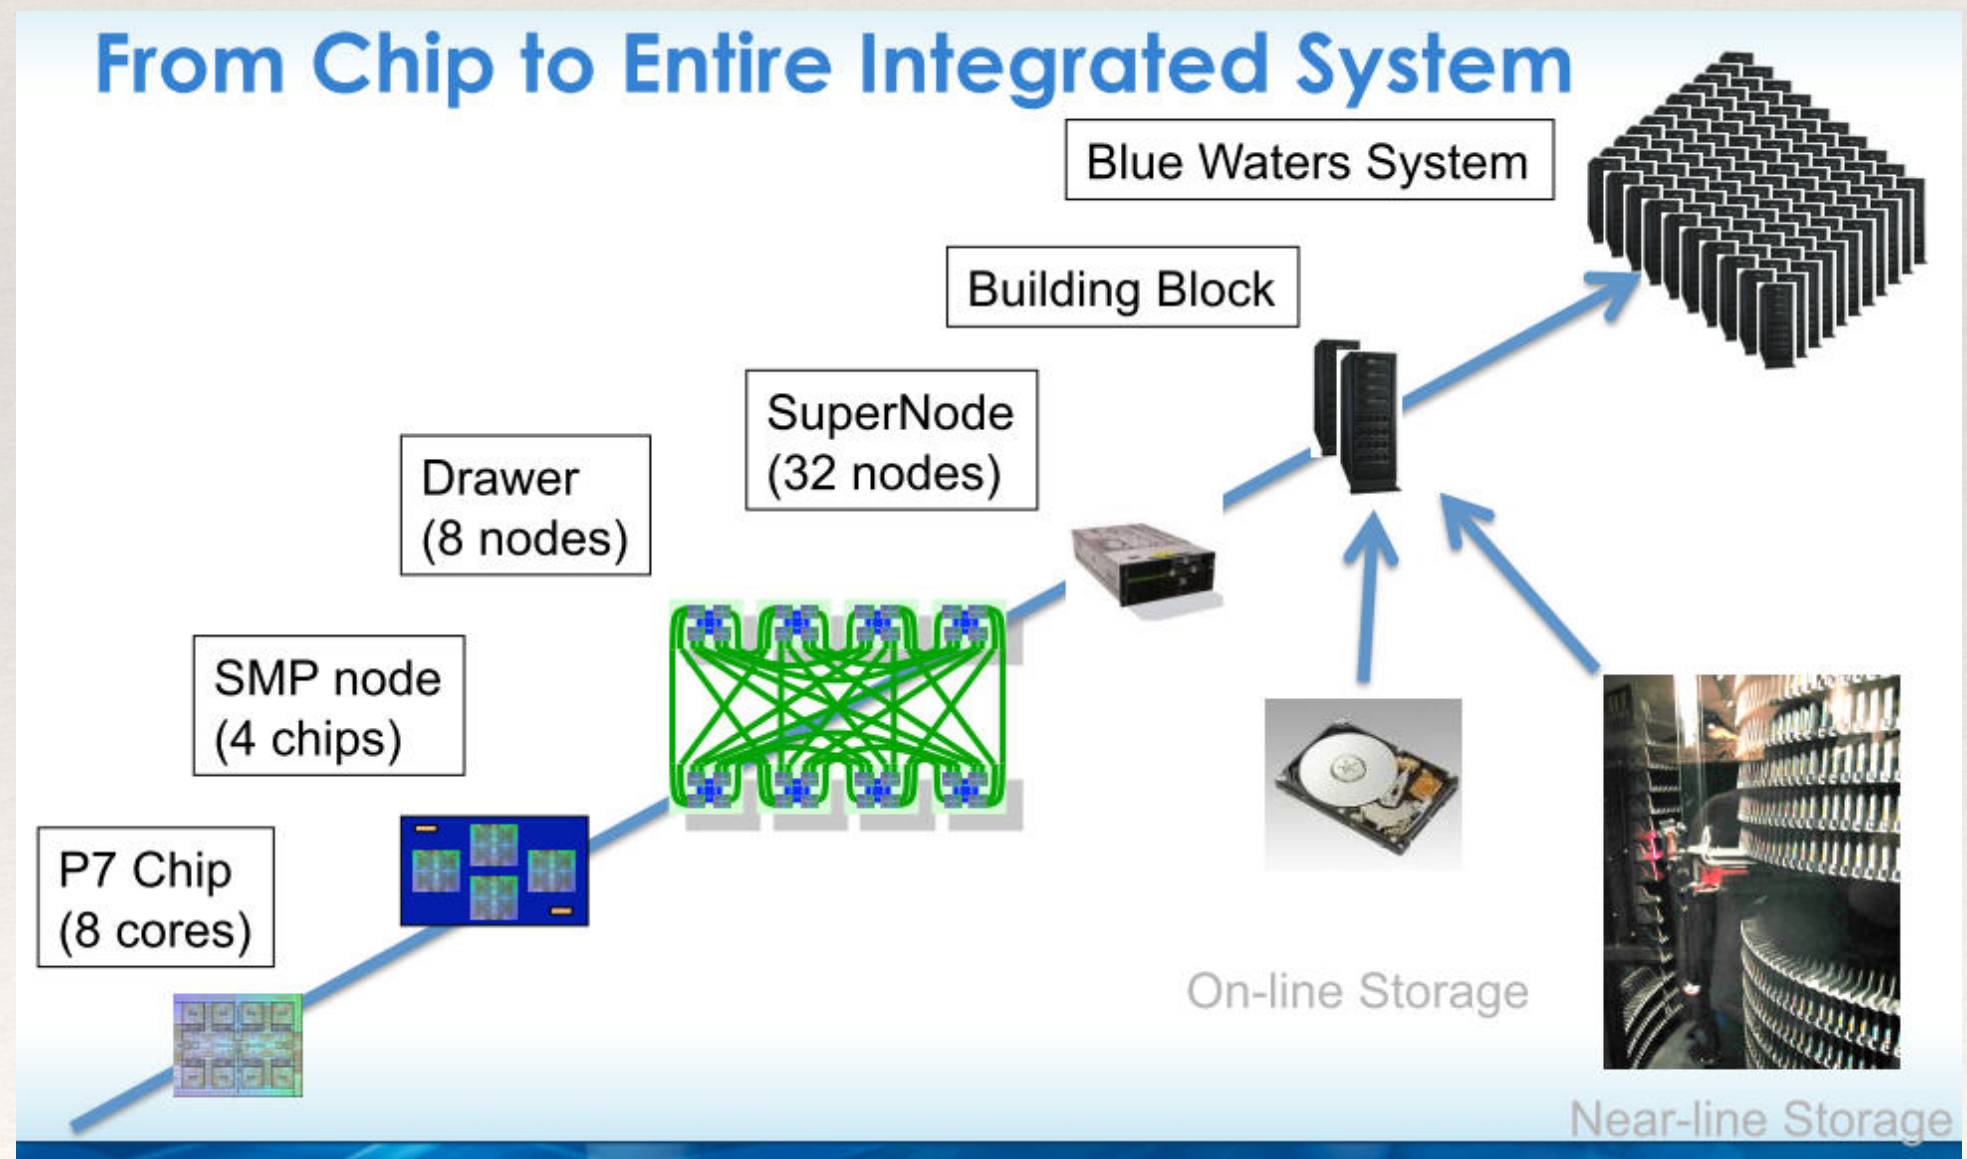 From Chip to Entire Integrated System
Blue Waters System
Building Block
SuperNode
(32 nodes)
Drawer
(8 nodes)
SMP node
(4 chips)
P7 Chip
(8 cores)
On-line Storage
Near-line Storage